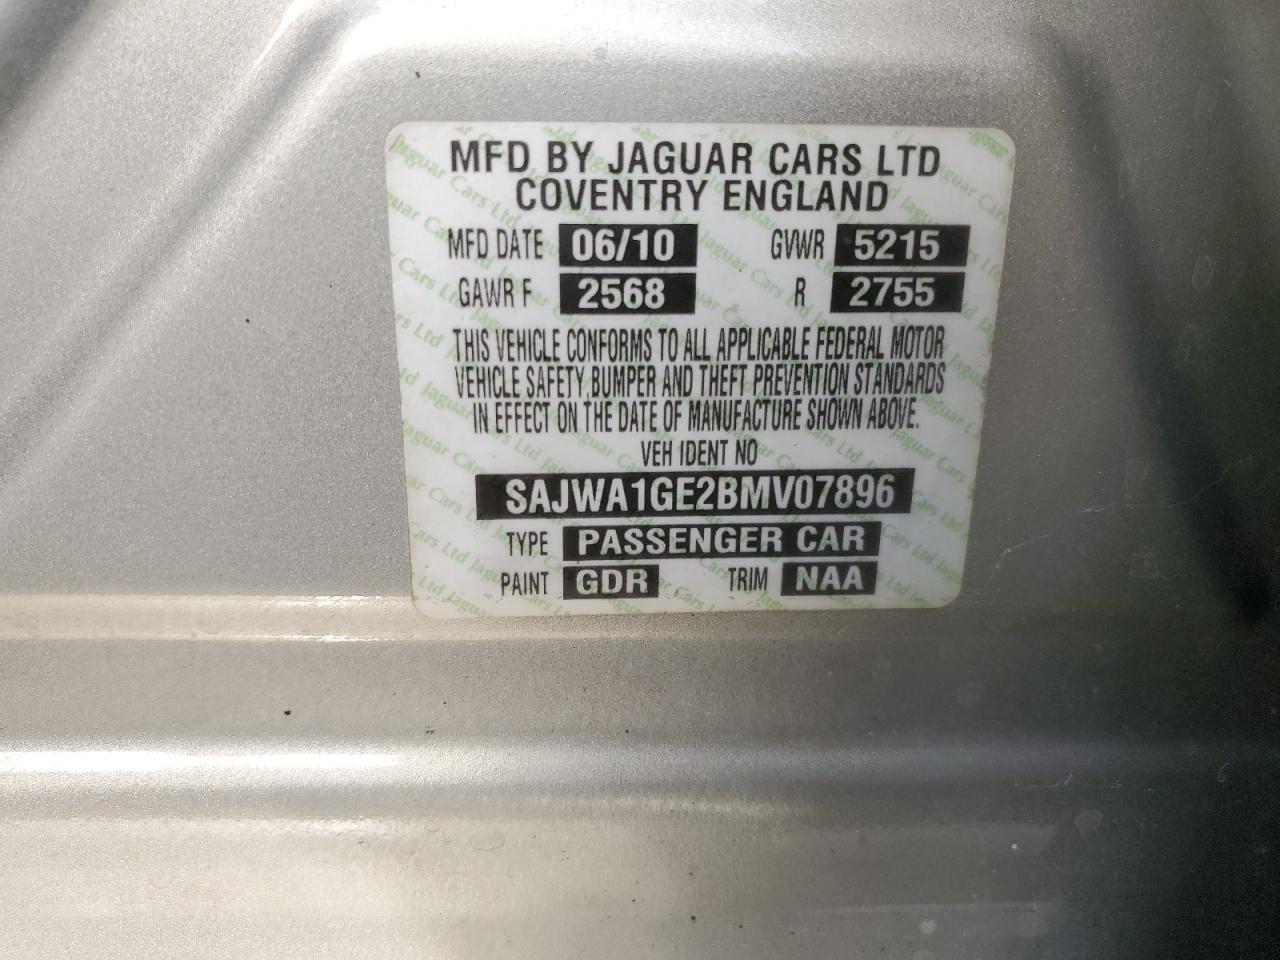 MFD BY JAGUAR CARS LTD
COVENTRY ENGLAND
MFD DATE 06/10 GVWR 5215
GAWR F 2568 R 2755
THIS VEHICLE CONFORMS TO ALL APPLICABLE FEDERAL MOTOR
VEHICLE SAFETY, BUMPER AND THEFT PREVENTION STANDARDS
IN EFFECT ON THE DATE OF MANUFACTURE SHOWN ABOVE.
VEH IDENT NO
SAJWA1GE2BMV07896
TYPE PASSENGER CAR
PAINT GDR TRIM NAA